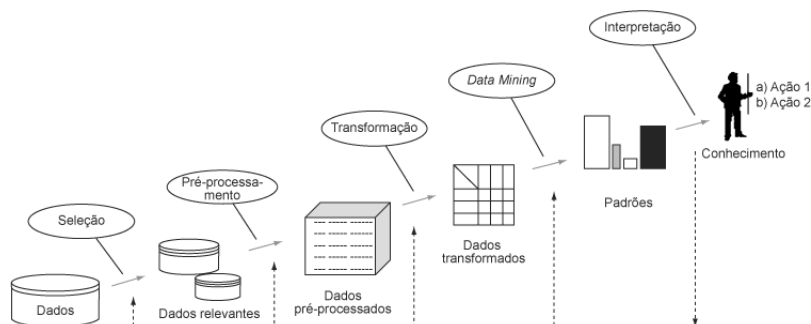 Interpretação
a) Ação 1
b) Ação 2
Conhecimento
Data Mining
Padrões
Transformação
Dados
transformados
Pré-processa-
mento
Dados
pré-processados
Seleção
Dados relevantes
Dados